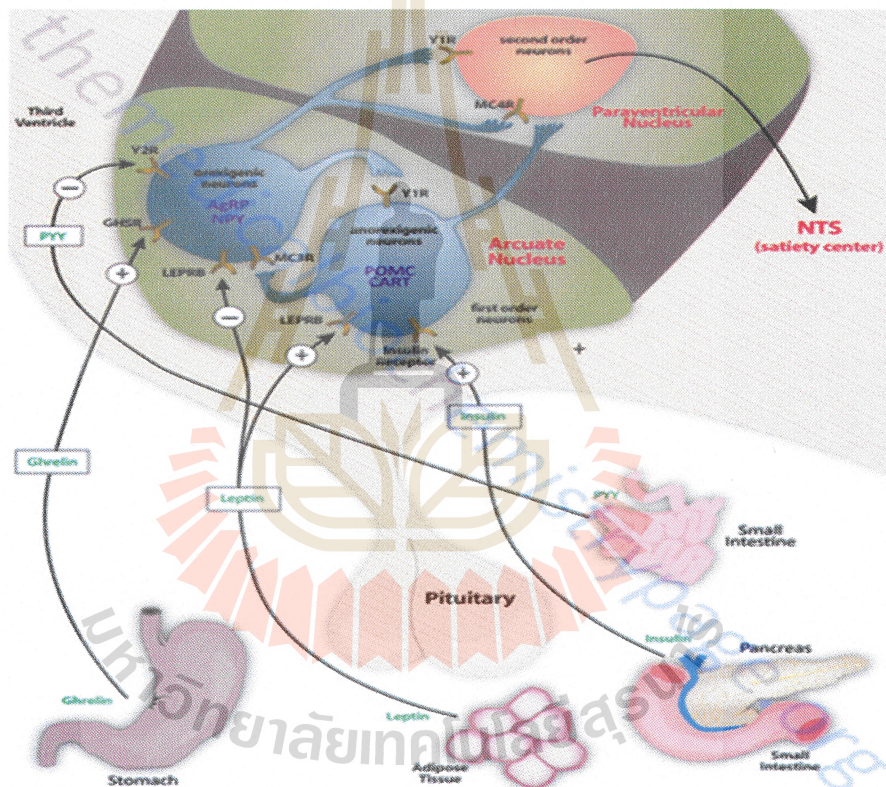 Y1R
second order
neurons
MC4R
Paraventricular
Nucleus
Third
Ventricle
Y2R
orexigenic
neurons
AgRP
NPY
Y1R
NTS
(satiety center)
GHSR
PYY
anorexigenic
neurons
Arcuate
Nucleus
MC3R
LEPRB
POMC
CART
first order
neurons
LEPRB
Insulin
Receptor
+
+
−
−
+
+
Insulin
Ghrelin
Leptin
PYY
Small
Intestine
Pituitary
Insulin
Pancreas
Ghrelin
Leptin
Stomach
Adipose
Tissue
Small
Intestine
มหาวิทยาลัยเทคโนโลยีสุรนารี
themedicalbiochemistrypage.org